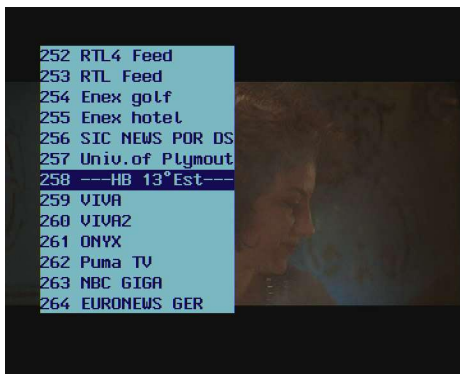 252 RTL4 Feed
253 RTL Feed
254 Enex golf
255 Enex hotel
256 SIC NEWS POR DS
257 Univ.of Plymout
258 ---HB 13°Est---
259 VIVA
260 VIVA2
261 ONYX
262 Puma TV
263 NBC GIGA
264 EURONEWS GER